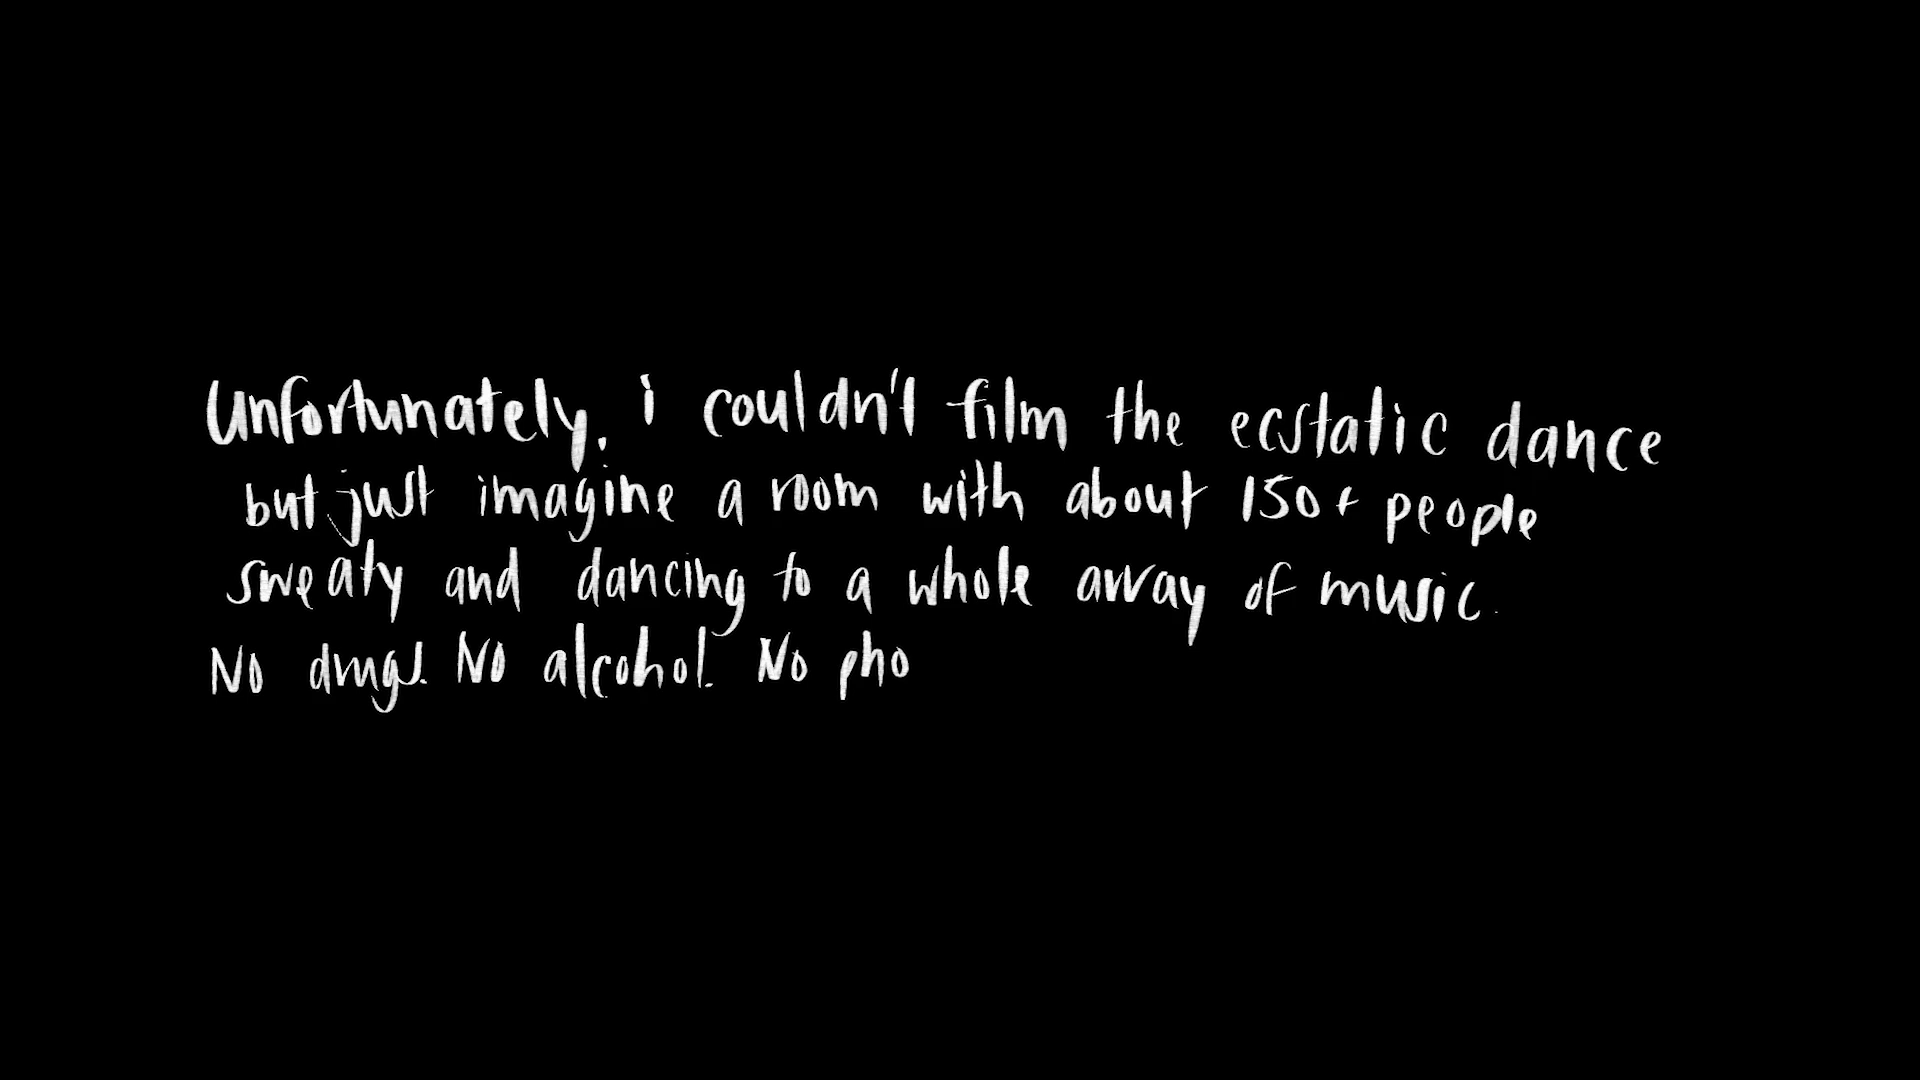 Unfortunately, i couldn't film the ecstatic dance
but just imagine a room with about 150+ people
sweaty and dancing to a whole array of music.
No drugs. No alcohol. No pho